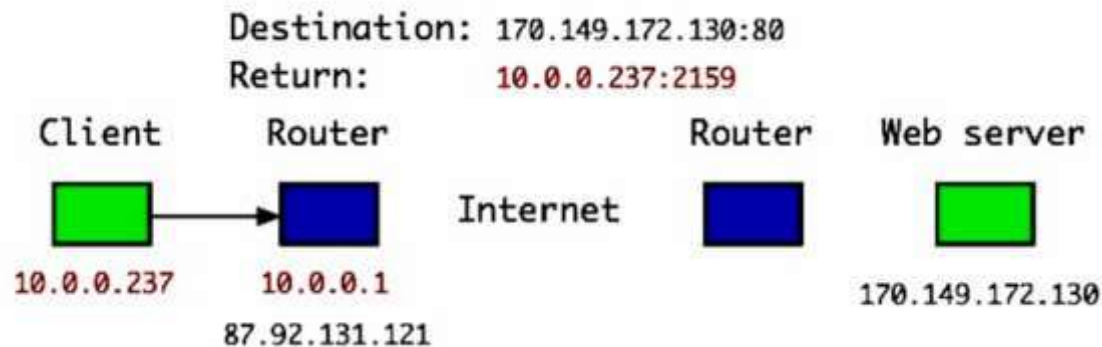 Destination: 170.149.172.130:80
Return: 10.0.0.237:2159
Client Router Router Web server
Internet
10.0.0.237 10.0.0.1 170.149.172.130
87.92.131.121